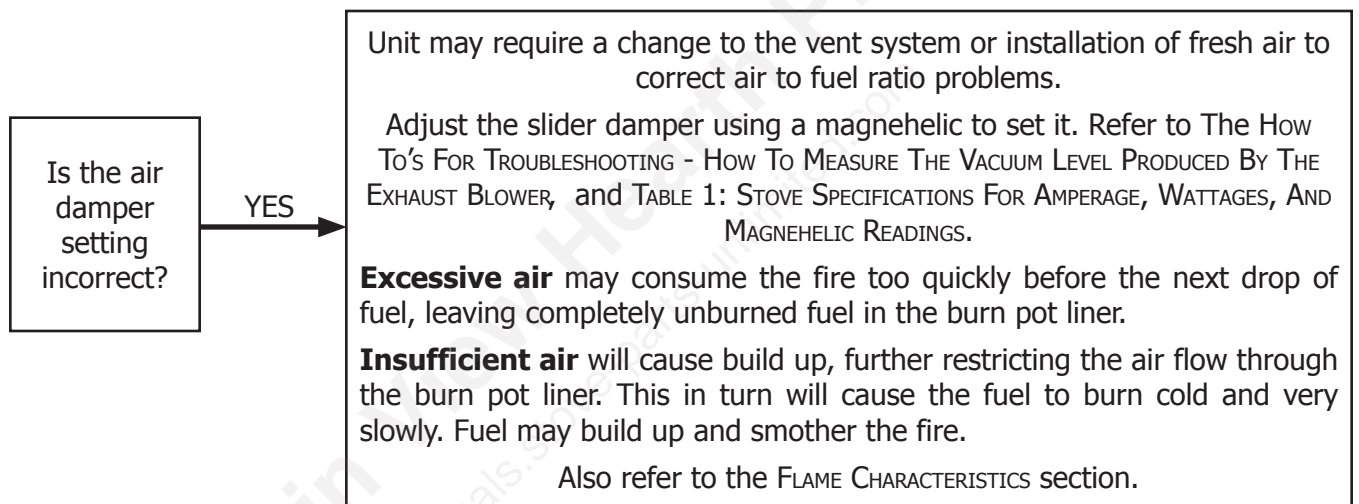 Is the air
damper
setting
incorrect?
YES
Unit may require a change to the vent system or installation of fresh air to
correct air to fuel ratio problems.
Adjust the slider damper using a magnehelic to set it. Refer to The How
To's For Troubleshooting - How To Measure The Vacuum Level Produced By The
Exhaust Blower, and Table 1: Stove Specifications For Amperage, Wattages, And
Magnehelic Readings.
Excessive air may consume the fire too quickly before the next drop of
fuel, leaving completely unburned fuel in the burn pot liner.
Insufficient air will cause build up, further restricting the air flow through
the burn pot liner. This in turn will cause the fuel to burn cold and very
slowly. Fuel may build up and smother the fire.
Also refer to the Flame Characteristics section.